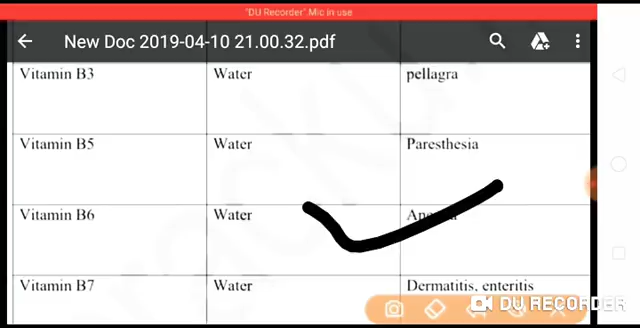 "DU Recorder".Mic in use
New Doc 2019-04-10 21.00.32.pdf
Vitamin B3 Water pellagra
Vitamin B5 Water Paresthesia
Vitamin B6 Water
Vitamin B7 Water Dermatitis, enteritis
DU RECORDER